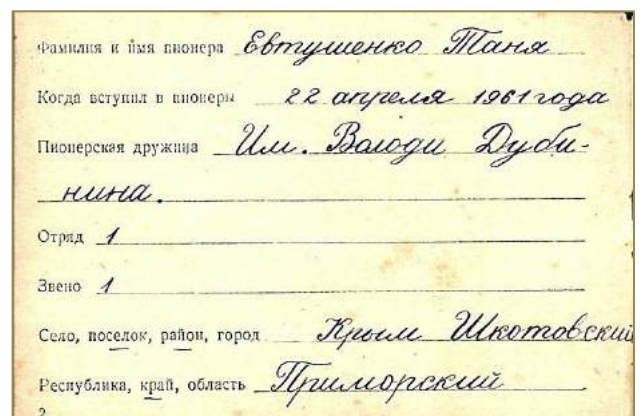 Фамилия и имя пионера Евтушенко Таня
Когда вступил в пионеры 22 апреля 1961 года
Пионерская дружина Им. Володи Дуби-
нина.
Отряд 1
Звено 1
Село, поселок, район, город Крым Шкотовский
Республика, край, область Приморский
2